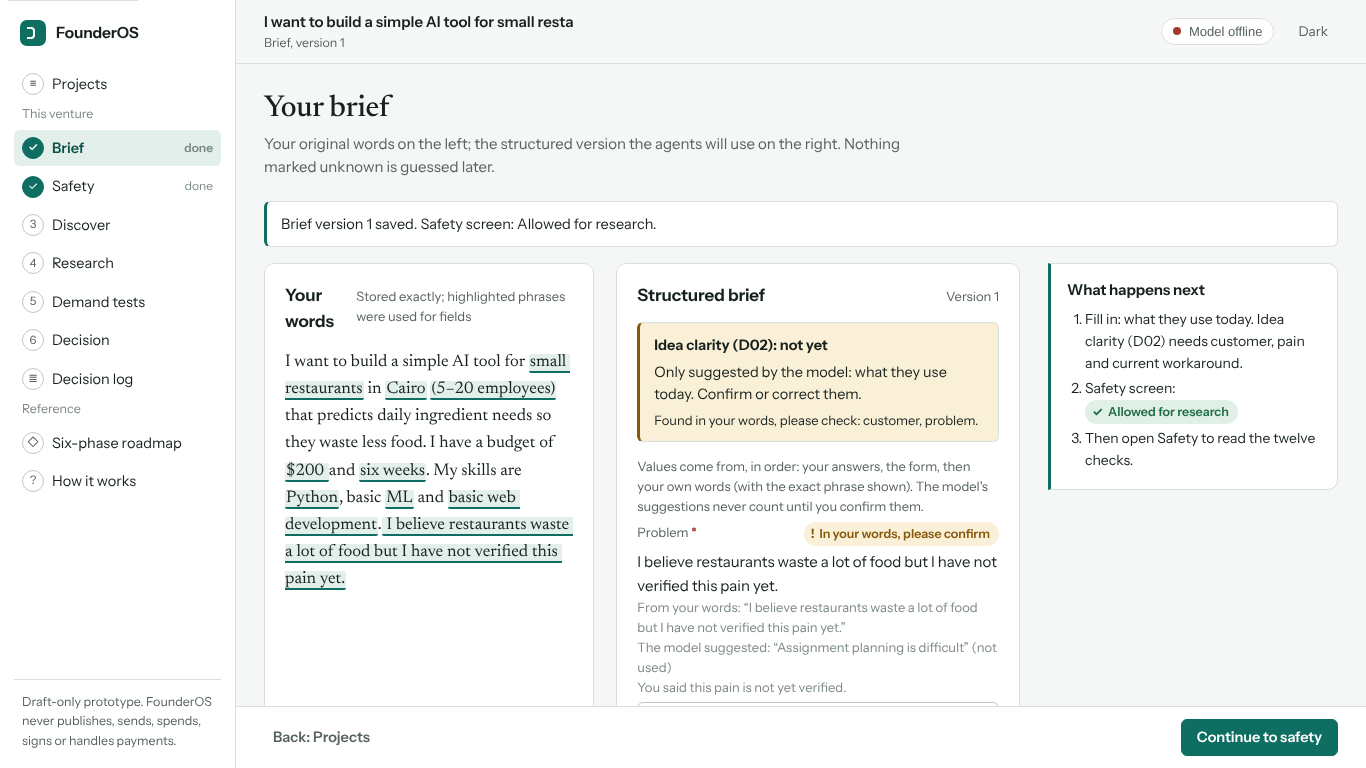 FounderOS
Projects
This venture
Brief done
Safety done
3 Discover
4 Research
5 Demand tests
6 Decision
Decision log
Reference
Six-phase roadmap
? How it works
Draft-only prototype. FounderOS
never publishes, sends, spends,
signs or handles payments.
I want to build a simple AI tool for small resta
Brief, version 1
Model offline
Dark
Your brief
Your original words on the left; the structured version the agents will use on the right. Nothing
marked unknown is guessed later.
Brief version 1 saved. Safety screen: Allowed for research.
Your
words
Stored exactly; highlighted phrases
were used for fields
I want to build a simple AI tool for small
restaurants in Cairo (5–20 employees)
that predicts daily ingredient needs so
they waste less food. I have a budget of
$200 and six weeks. My skills are
Python, basic ML and basic web
development. I believe restaurants waste
a lot of food but I have not verified this
pain yet.
Structured brief
Version 1
Idea clarity (D02): not yet
Only suggested by the model: what they use
today. Confirm or correct them.
Found in your words, please check: customer, problem.
Values come from, in order: your answers, the form, then
your own words (with the exact phrase shown). The model's
suggestions never count until you confirm them.
Problem *
! In your words, please confirm
I believe restaurants waste a lot of food but I have not
verified this pain yet.
From your words: “I believe restaurants waste a lot of food
but I have not verified this pain yet.”
The model suggested: “Assignment planning is difficult” (not
used)
You said this pain is not yet verified.
What happens next
1. Fill in: what they use today. Idea
clarity (D02) needs customer, pain
and current workaround.
2. Safety screen:
✓ Allowed for research
3. Then open Safety to read the twelve
checks.
Back: Projects
Continue to safety